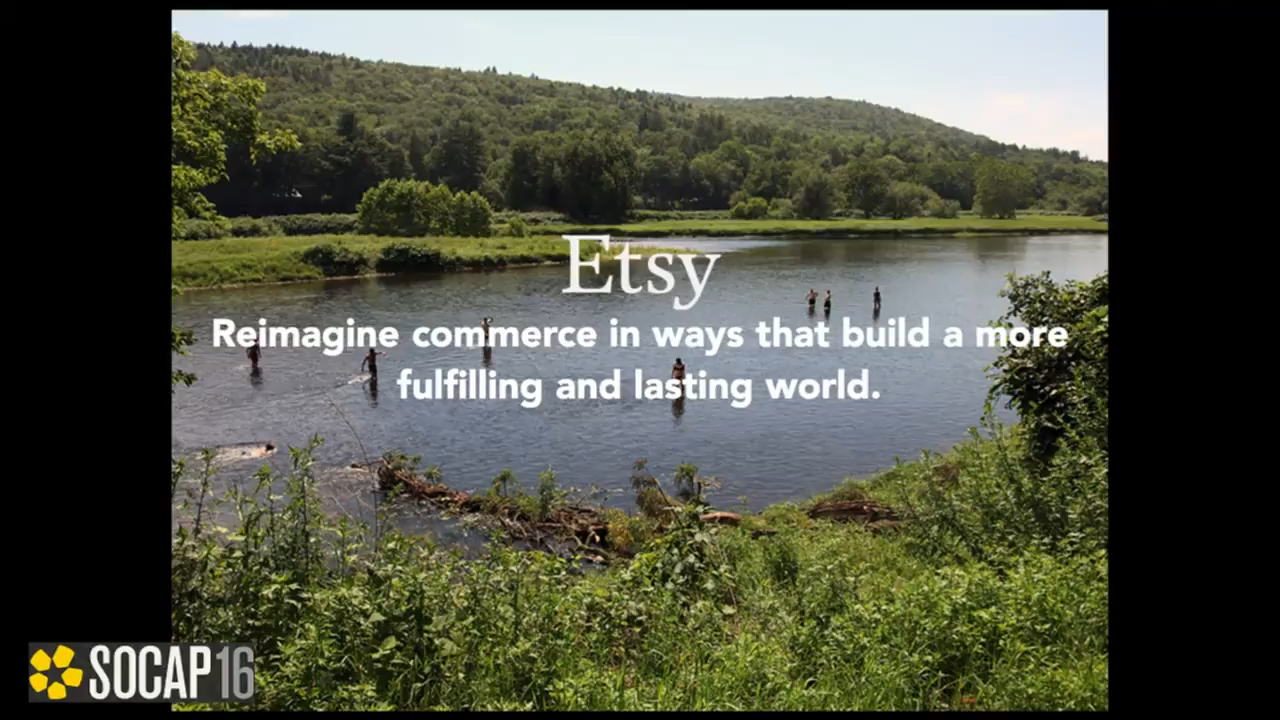 Etsy
Reimagine commerce in ways that build a more
fulfilling and lasting world.
SOCAP16